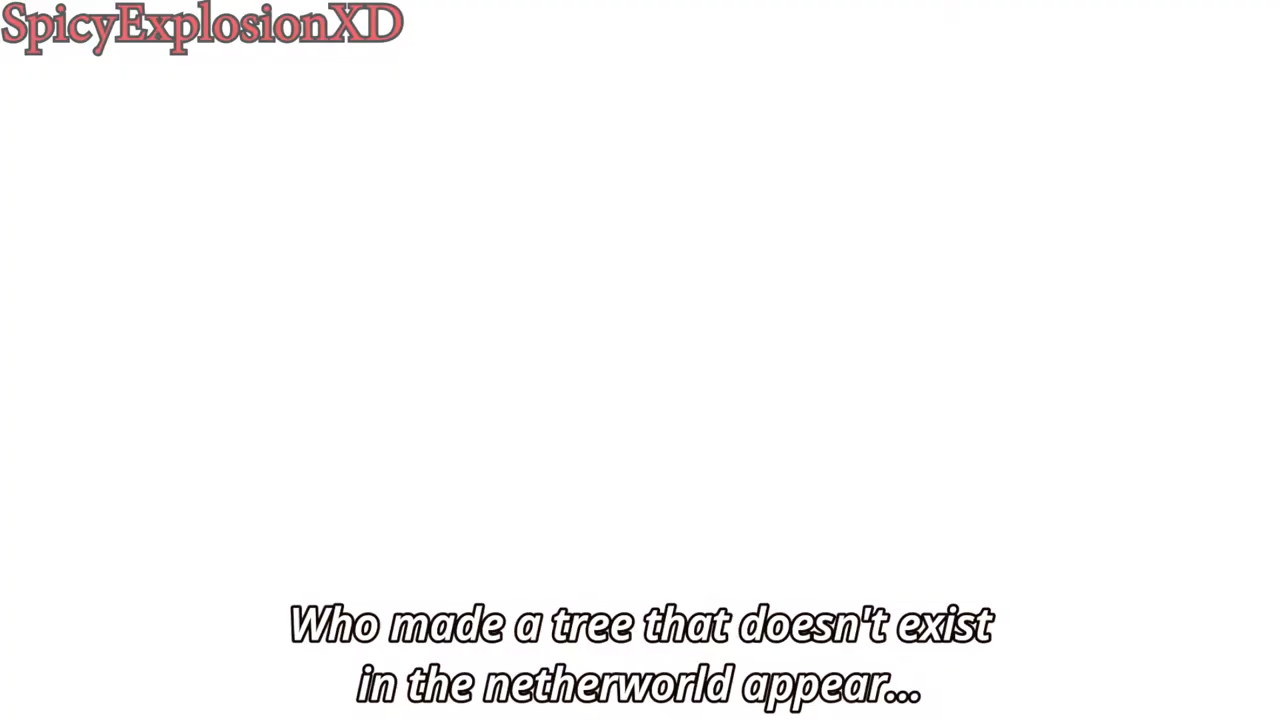 SpicyExplosionXD
Who made a tree that doesn't exist
in the netherworld appear...